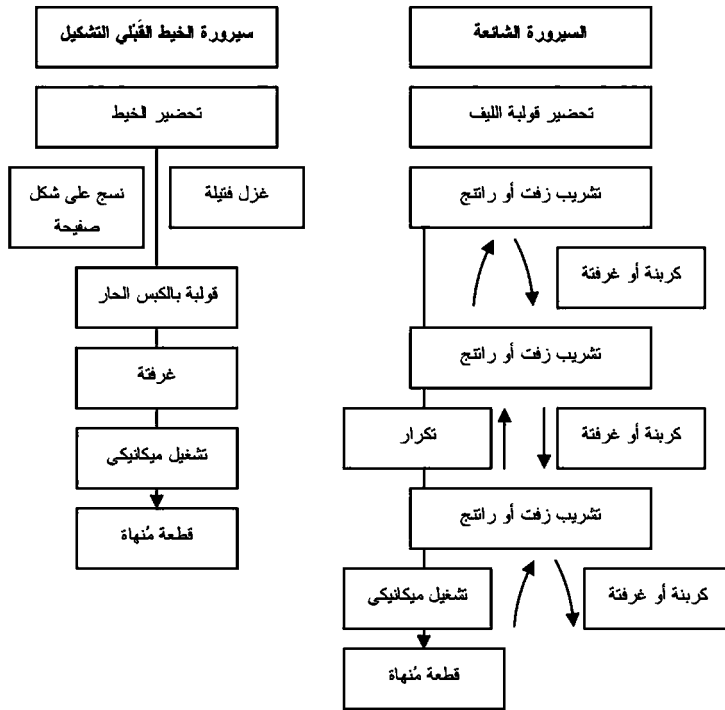 السيرورة الشائعة
تحضير قولبة الليف
تشريب زفت أو راتنج
كربنة أو غرفتة
تشريب زفت أو راتنج
تكرار
كربنة أو غرفتة
تشريب زفت أو راتنج
كربنة أو غرفتة
تشغيل ميكانيكي
قطعة مُنهاة
سيرورة الخيط القَبْلي التشكيل
تحضير الخيط
غزل فتيلة
نسج على شكل
صفيحة
قولبة بالكبس الحار
غرفتة
تشغيل ميكانيكي
قطعة مُنهاة